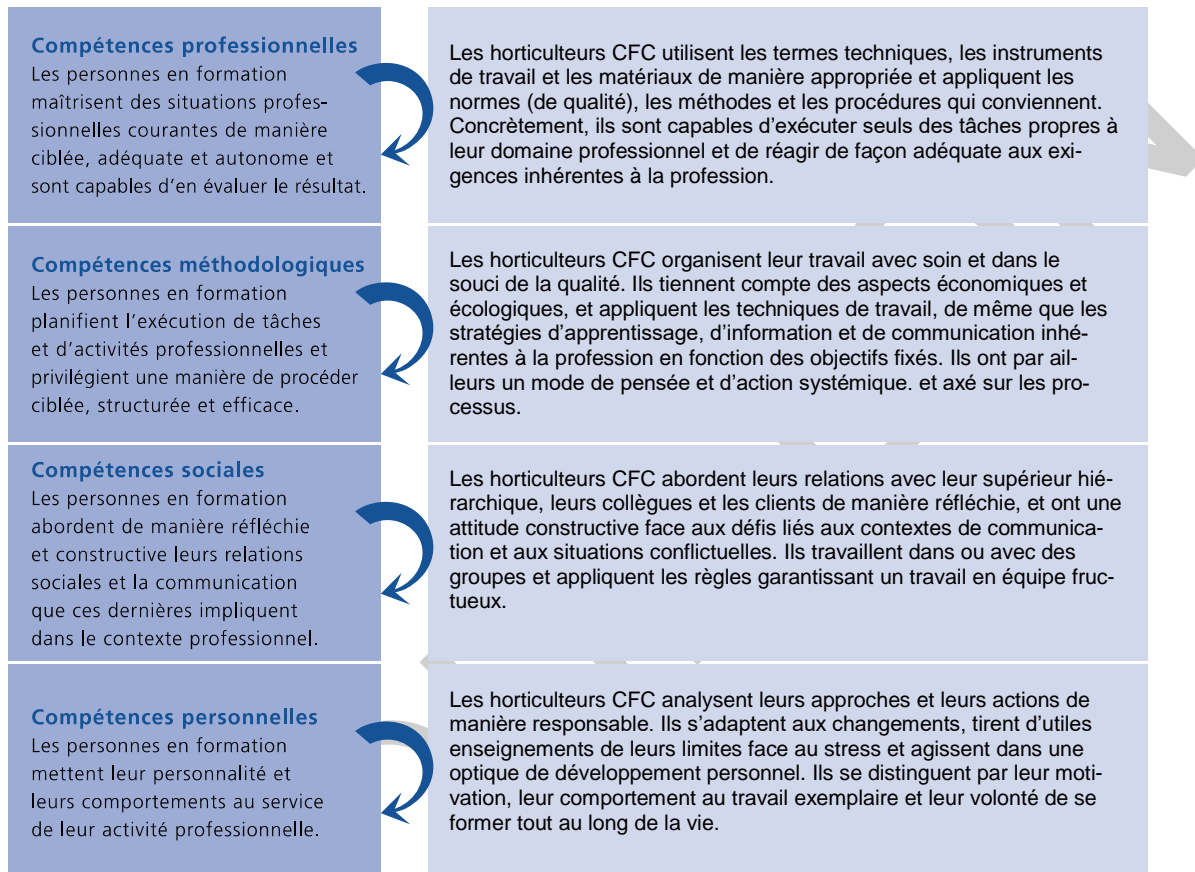 Compétences professionnelles
Les personnes en formation
maîtrisent des situations profes-
sionnelles courantes de manière
ciblée, adéquate et autonome et
sont capables d'en évaluer le résultat.
Les horticulteurs CFC utilisent les termes techniques, les instruments
de travail et les matériaux de manière appropriée et appliquent les
normes (de qualité), les méthodes et les procédures qui conviennent.
Concrètement, ils sont capables d'exécuter seuls des tâches propres à
leur domaine professionnel et de réagir de façon adéquate aux exi-
gences inhérentes à la profession.
Compétences méthodologiques
Les personnes en formation
planifient l'exécution de tâches
et d'activités professionnelles et
privilégient une manière de procéder
ciblée, structurée et efficace.
Les horticulteurs CFC organisent leur travail avec soin et dans le
souci de la qualité. Ils tiennent compte des aspects économiques et
écologiques, et appliquent les techniques de travail, de même que les
stratégies d'apprentissage, d'information et de communication inhé-
rentes à la profession en fonction des objectifs fixés. Ils ont par ail-
leurs un mode de pensée et d'action systémique. et axé sur les pro-
cessus.
Compétences sociales
Les personnes en formation
abordent de manière réfléchie
et constructive leurs relations
sociales et la communication
que ces dernières impliquent
dans le contexte professionnel.
Les horticulteurs CFC abordent leurs relations avec leur supérieur hié-
rarchique, leurs collègues et les clients de manière réfléchie, et ont une
attitude constructive face aux défis liés aux contextes de communica-
tion et aux situations conflictuelles. Ils travaillent dans ou avec des
groupes et appliquent les règles garantissant un travail en équipe fruc-
tueux.
Compétences personnelles
Les personnes en formation
mettent leur personnalité et
leurs comportements au service
de leur activité professionnelle.
Les horticulteurs CFC analysent leurs approches et leurs actions de
manière responsable. Ils s'adaptent aux changements, tirent d'utiles
enseignements de leurs limites face au stress et agissent dans une
optique de développement personnel. Ils se distinguent par leur moti-
vation, leur comportement au travail exemplaire et leur volonté de se
former tout au long de la vie.